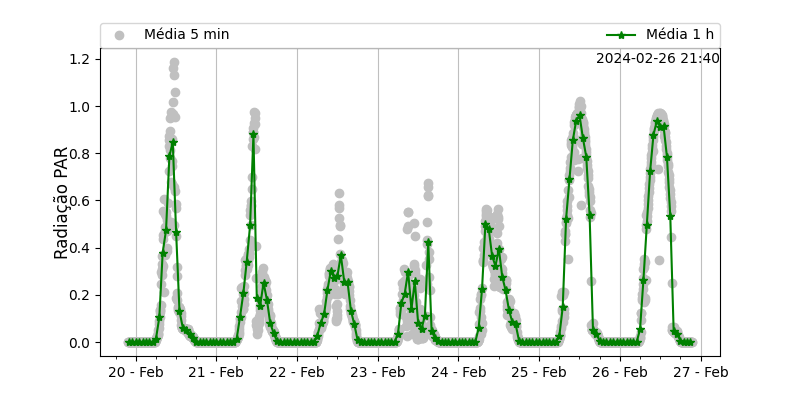 Média 5 min
Média 1 h
2024-02-26 21:40
Radiação PAR
1.2
1.0
0.8
0.6
0.4
0.2
0.0
20 - Feb
21 - Feb
22 - Feb
23 - Feb
24 - Feb
25 - Feb
26 - Feb
27 - Feb